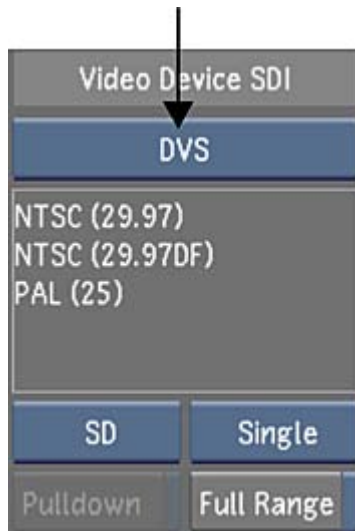 Video Device SDI
DVS
NTSC (29.97)
NTSC (29.97DF)
PAL (25)
SD Single
Pulldown Full Range